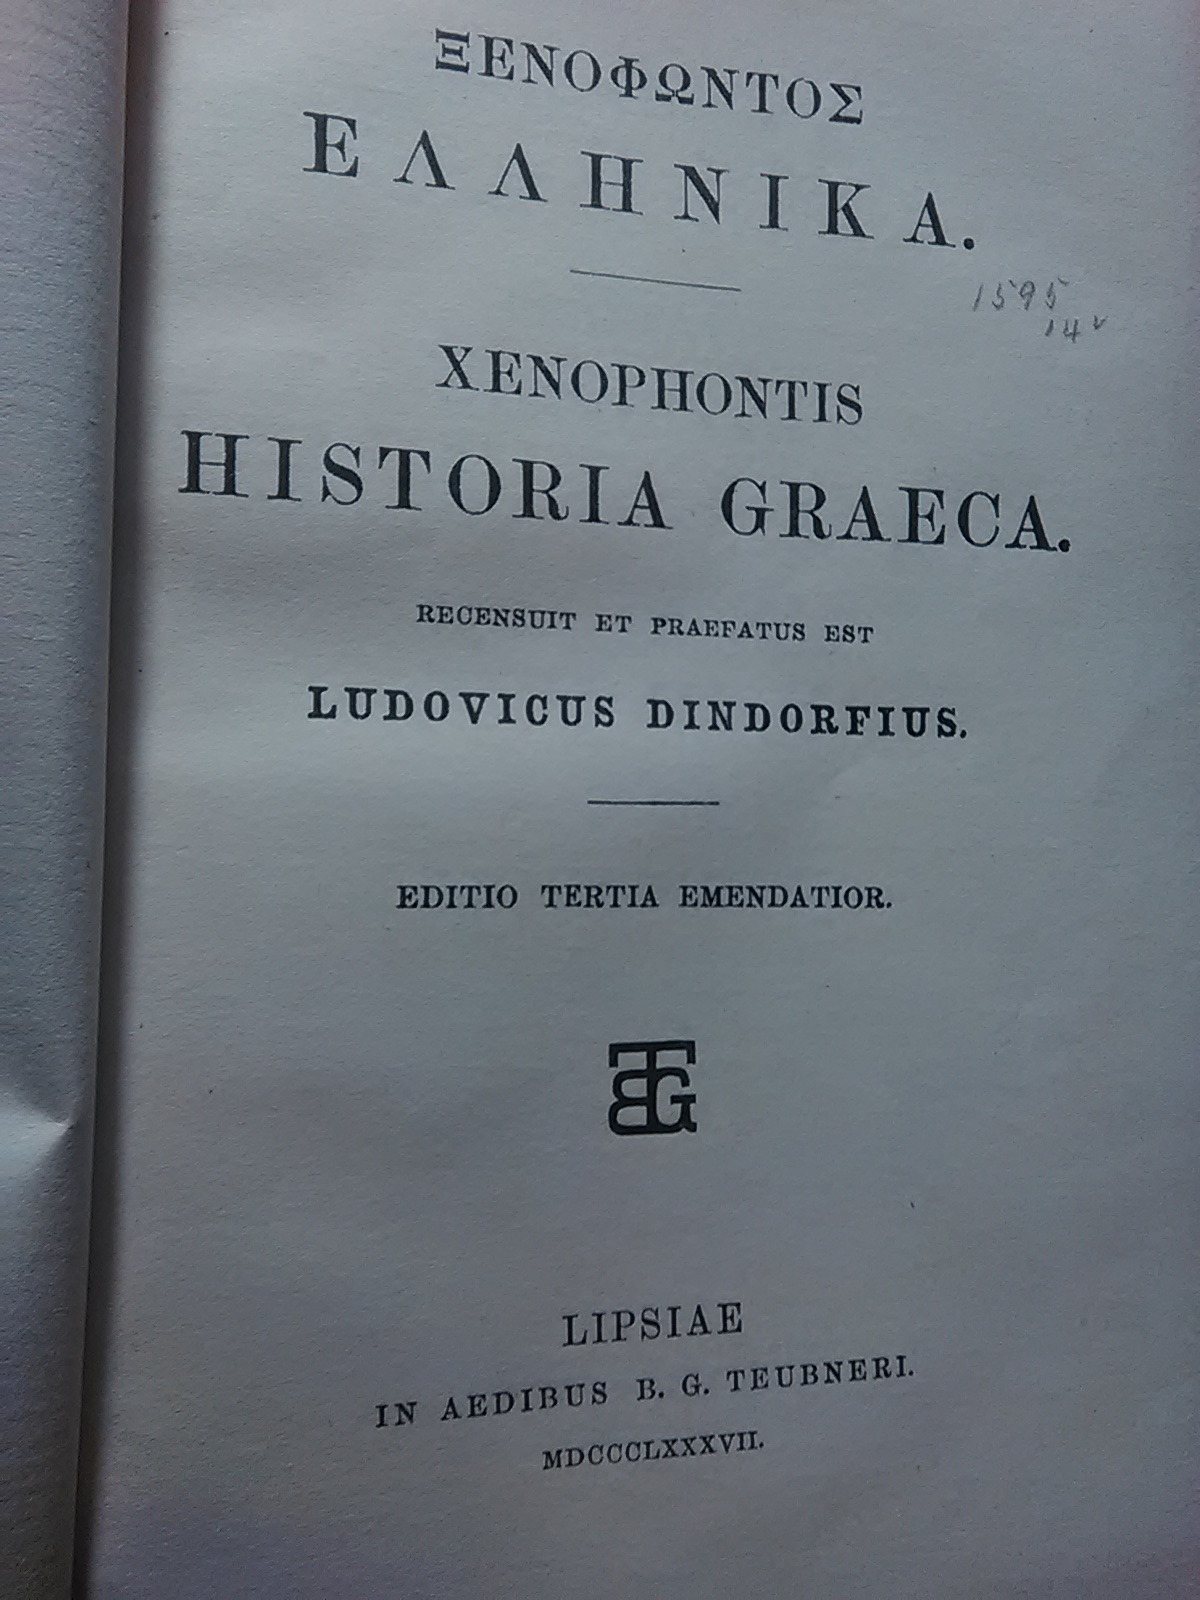 ΞΕΝΟΦΩΝΤΟΣ
ΕΛΛΗΝΙΚΑ.
1595
14
XENOPHONTIS
HISTORIA GRAECA.
RECENSUIT ET PRAEFATUS EST
LUDOVICUS DINDORFIUS.
EDITIO TERTIA EMENDATIOR.
BTG
LIPSIAE
IN AEDIBUS B. G. TEUBNERI.
MDCCCLXXXVII.